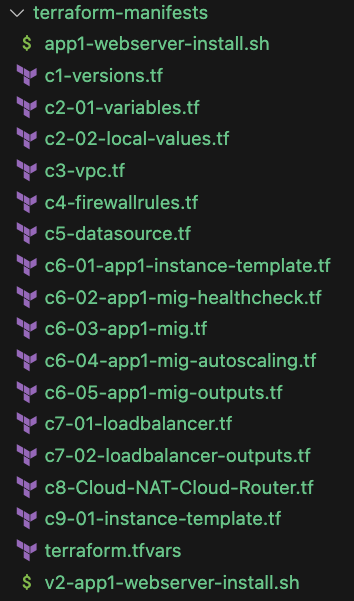 terraform-manifests
$ app1-webserver-install.sh
c1-versions.tf
c2-01-variables.tf
c2-02-local-values.tf
c3-vpc.tf
c4-firewallrules.tf
c5-datasource.tf
c6-01-app1-instance-template.tf
c6-02-app1-mig-healthcheck.tf
c6-03-app1-mig.tf
c6-04-app1-mig-autoscaling.tf
c6-05-app1-mig-outputs.tf
c7-01-loadbalancer.tf
c7-02-loadbalancer-outputs.tf
c8-Cloud-NAT-Cloud-Router.tf
c9-01-instance-template.tf
terraform.tfvars
$ v2-app1-webserver-install.sh